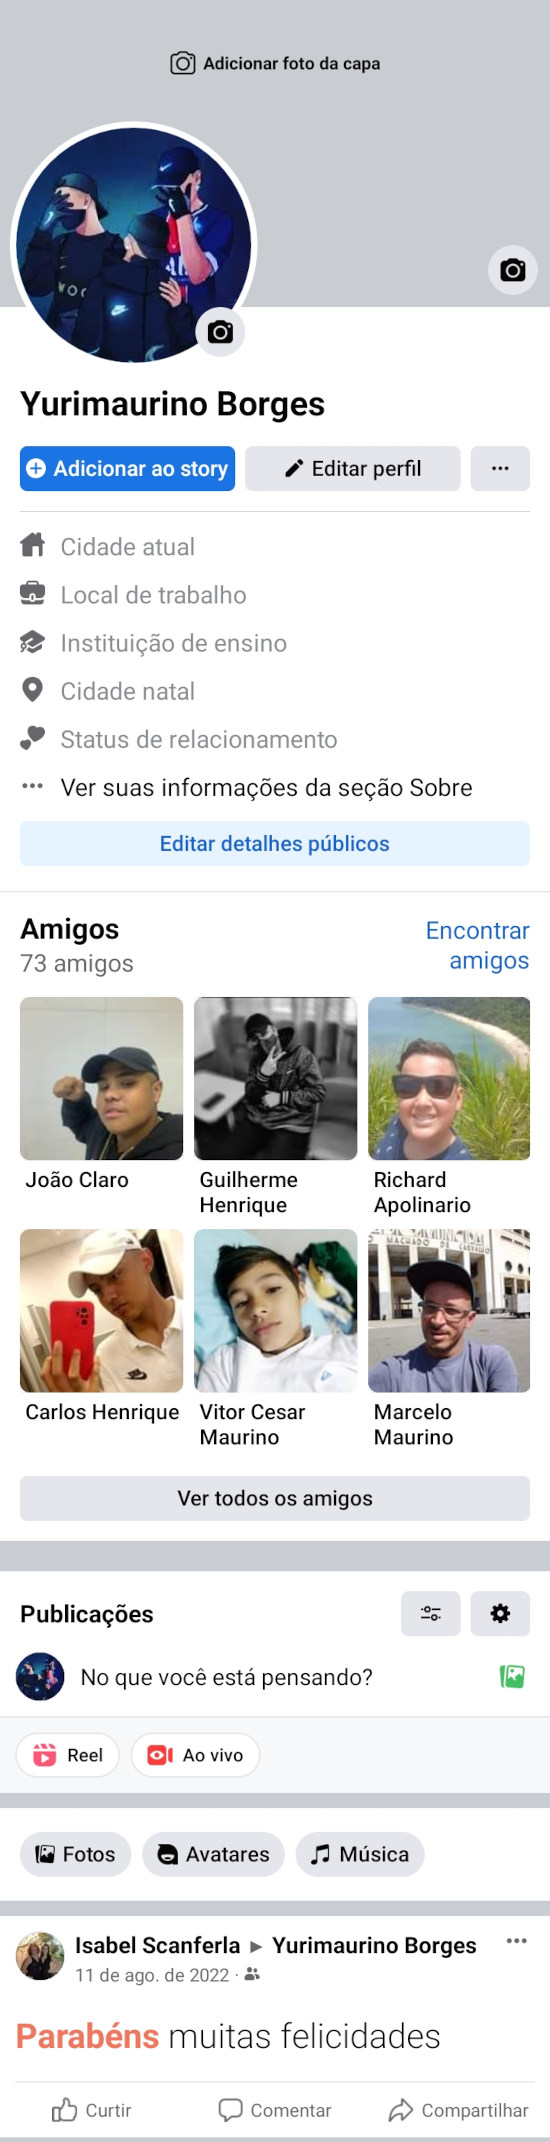 Adicionar foto da capa
Yurimaurino Borges
Adicionar ao story
Editar perfil
Cidade atual
Local de trabalho
Instituição de ensino
Cidade natal
Status de relacionamento
Ver suas informações da seção Sobre
Editar detalhes públicos
Amigos
73 amigos
Encontrar
amigos
João Claro
Guilherme
Henrique
Richard
Apolinario
O MACHADO DE CARVALHO
Carlos Henrique
Vitor Cesar
Maurino
Marcelo
Maurino
Ver todos os amigos
Publicações
No que você está pensando?
Reel
Ao vivo
Fotos
Avatares
Música
Isabel Scanferla ▸ Yurimaurino Borges
11 de ago. de 2022 ·
Parabéns muitas felicidades
Curtir
Comentar
Compartilhar